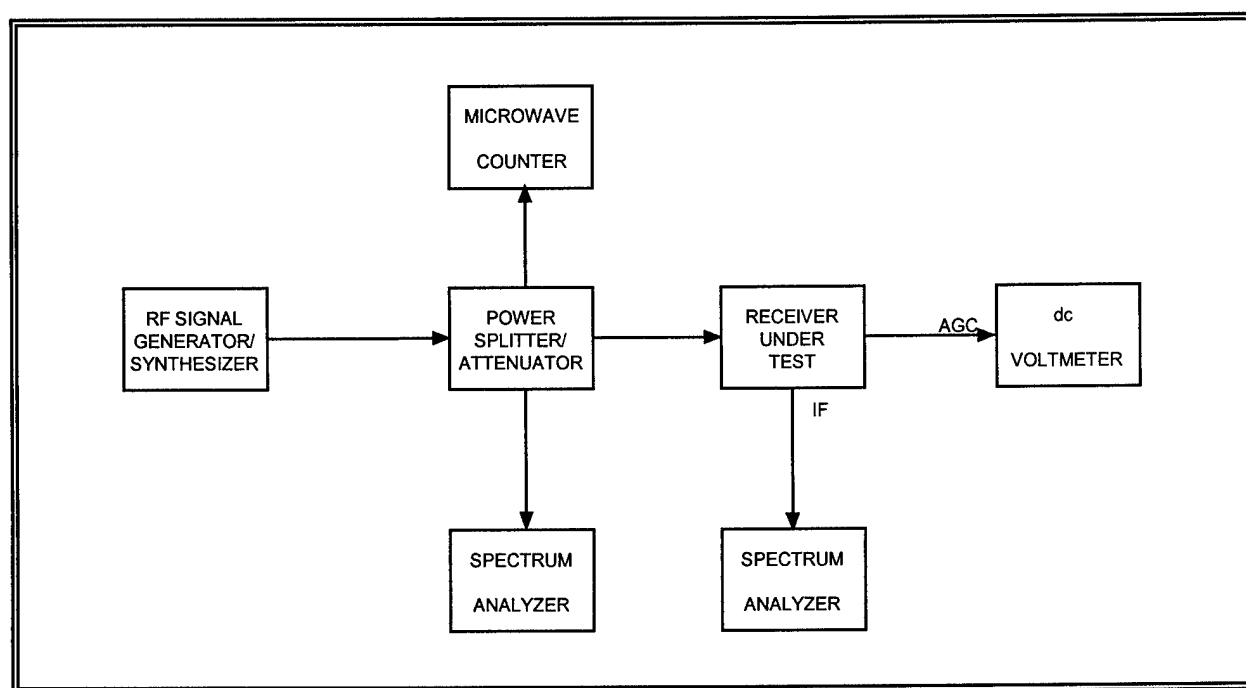 MICROWAVE
COUNTER
RF SIGNAL
GENERATOR/
SYNTHESIZER
POWER
SPLITTER/
ATTENUATOR
RECEIVER
UNDER
TEST
AGC
dc
VOLTMETER
IF
SPECTRUM
ANALYZER
SPECTRUM
ANALYZER